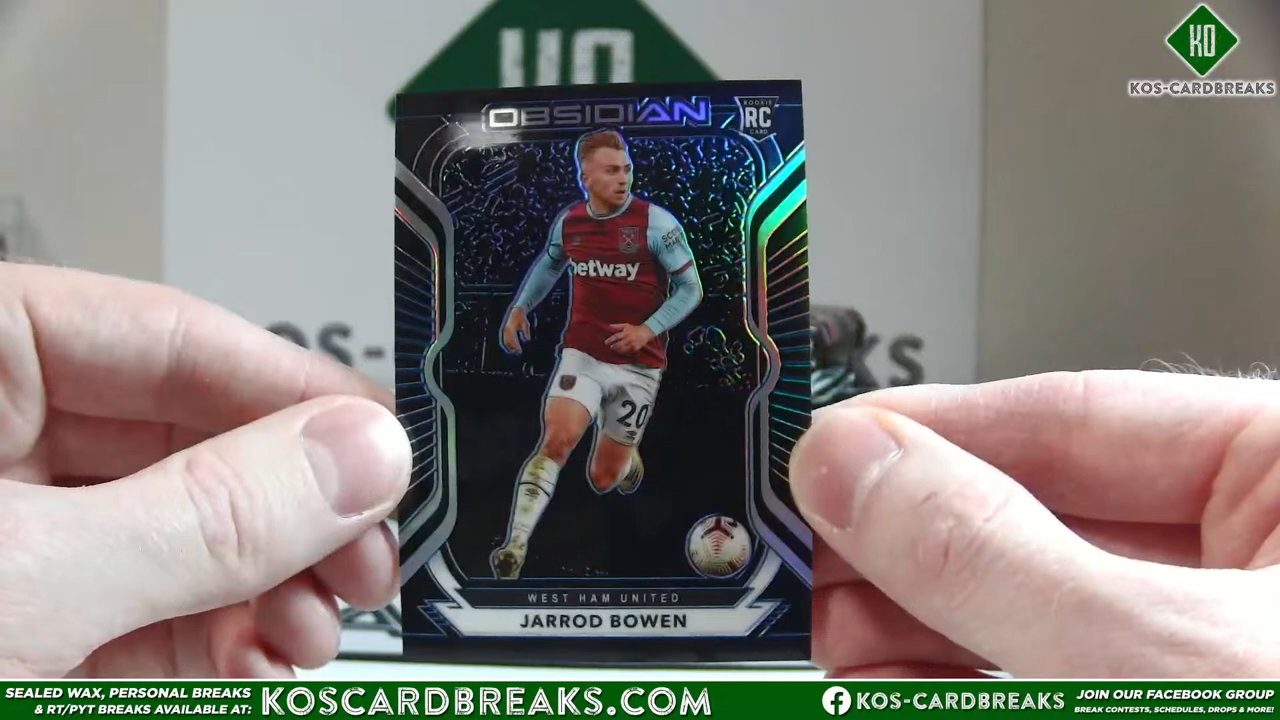 KO
KO
KOS-CARDBREAKS
OBSIDIAN
ROOKIE
RC
CARD
betway
20
WEST HAM UNITED
JARROD BOWEN
SEALED WAX, PERSONAL BREAKS
& RT/PYT BREAKS AVAILABLE AT:
KOSCARDBREAKS.COM
KOS-CARDBREAKS
JOIN OUR FACEBOOK GROUP
BREAK CONTESTS, SCHEDULES, DROPS & MORE!